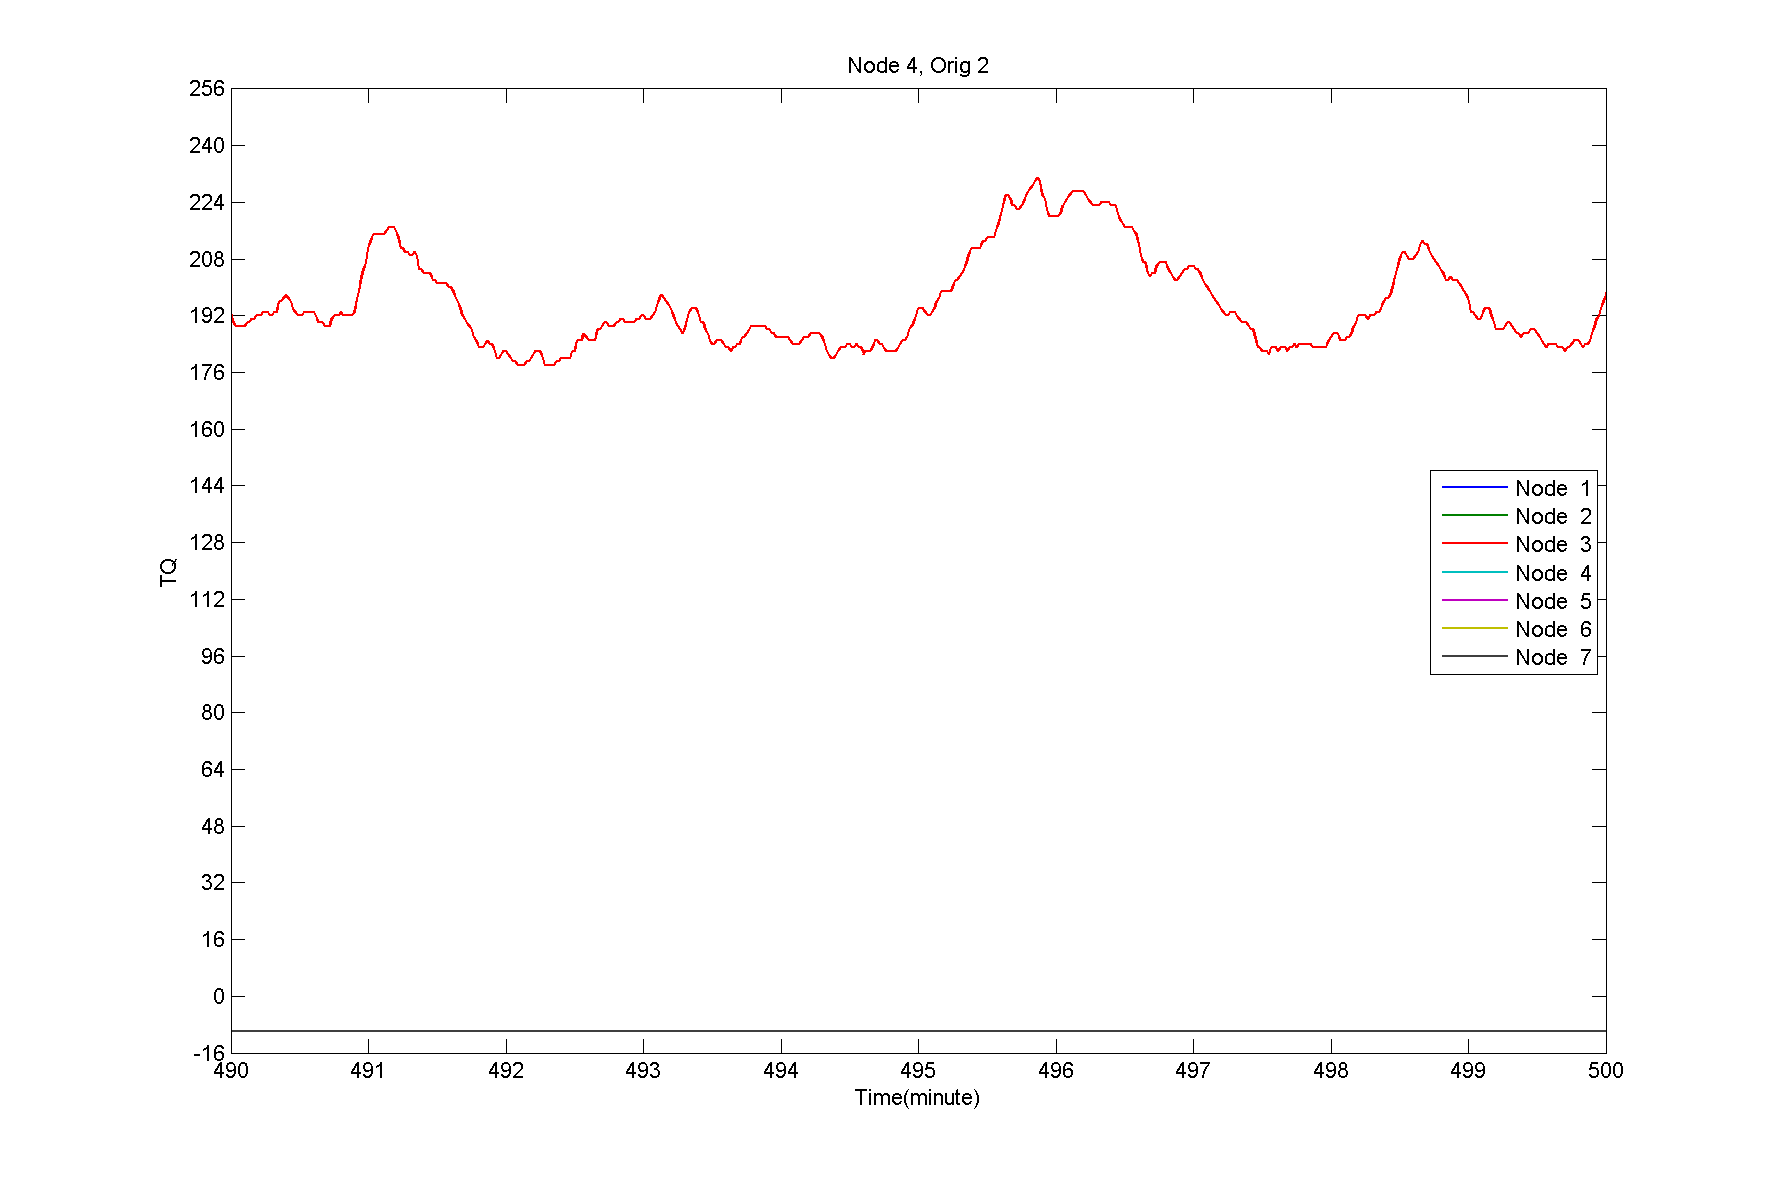 Node 4, Orig 2
256
240
224
208
192
176
160
144
128
112
96
80
64
48
32
16
0
-16
TQ
Node 1
Node 2
Node 3
Node 4
Node 5
Node 6
Node 7
490 491 492 493 494 495 496 497 498 499 500
Time(minute)